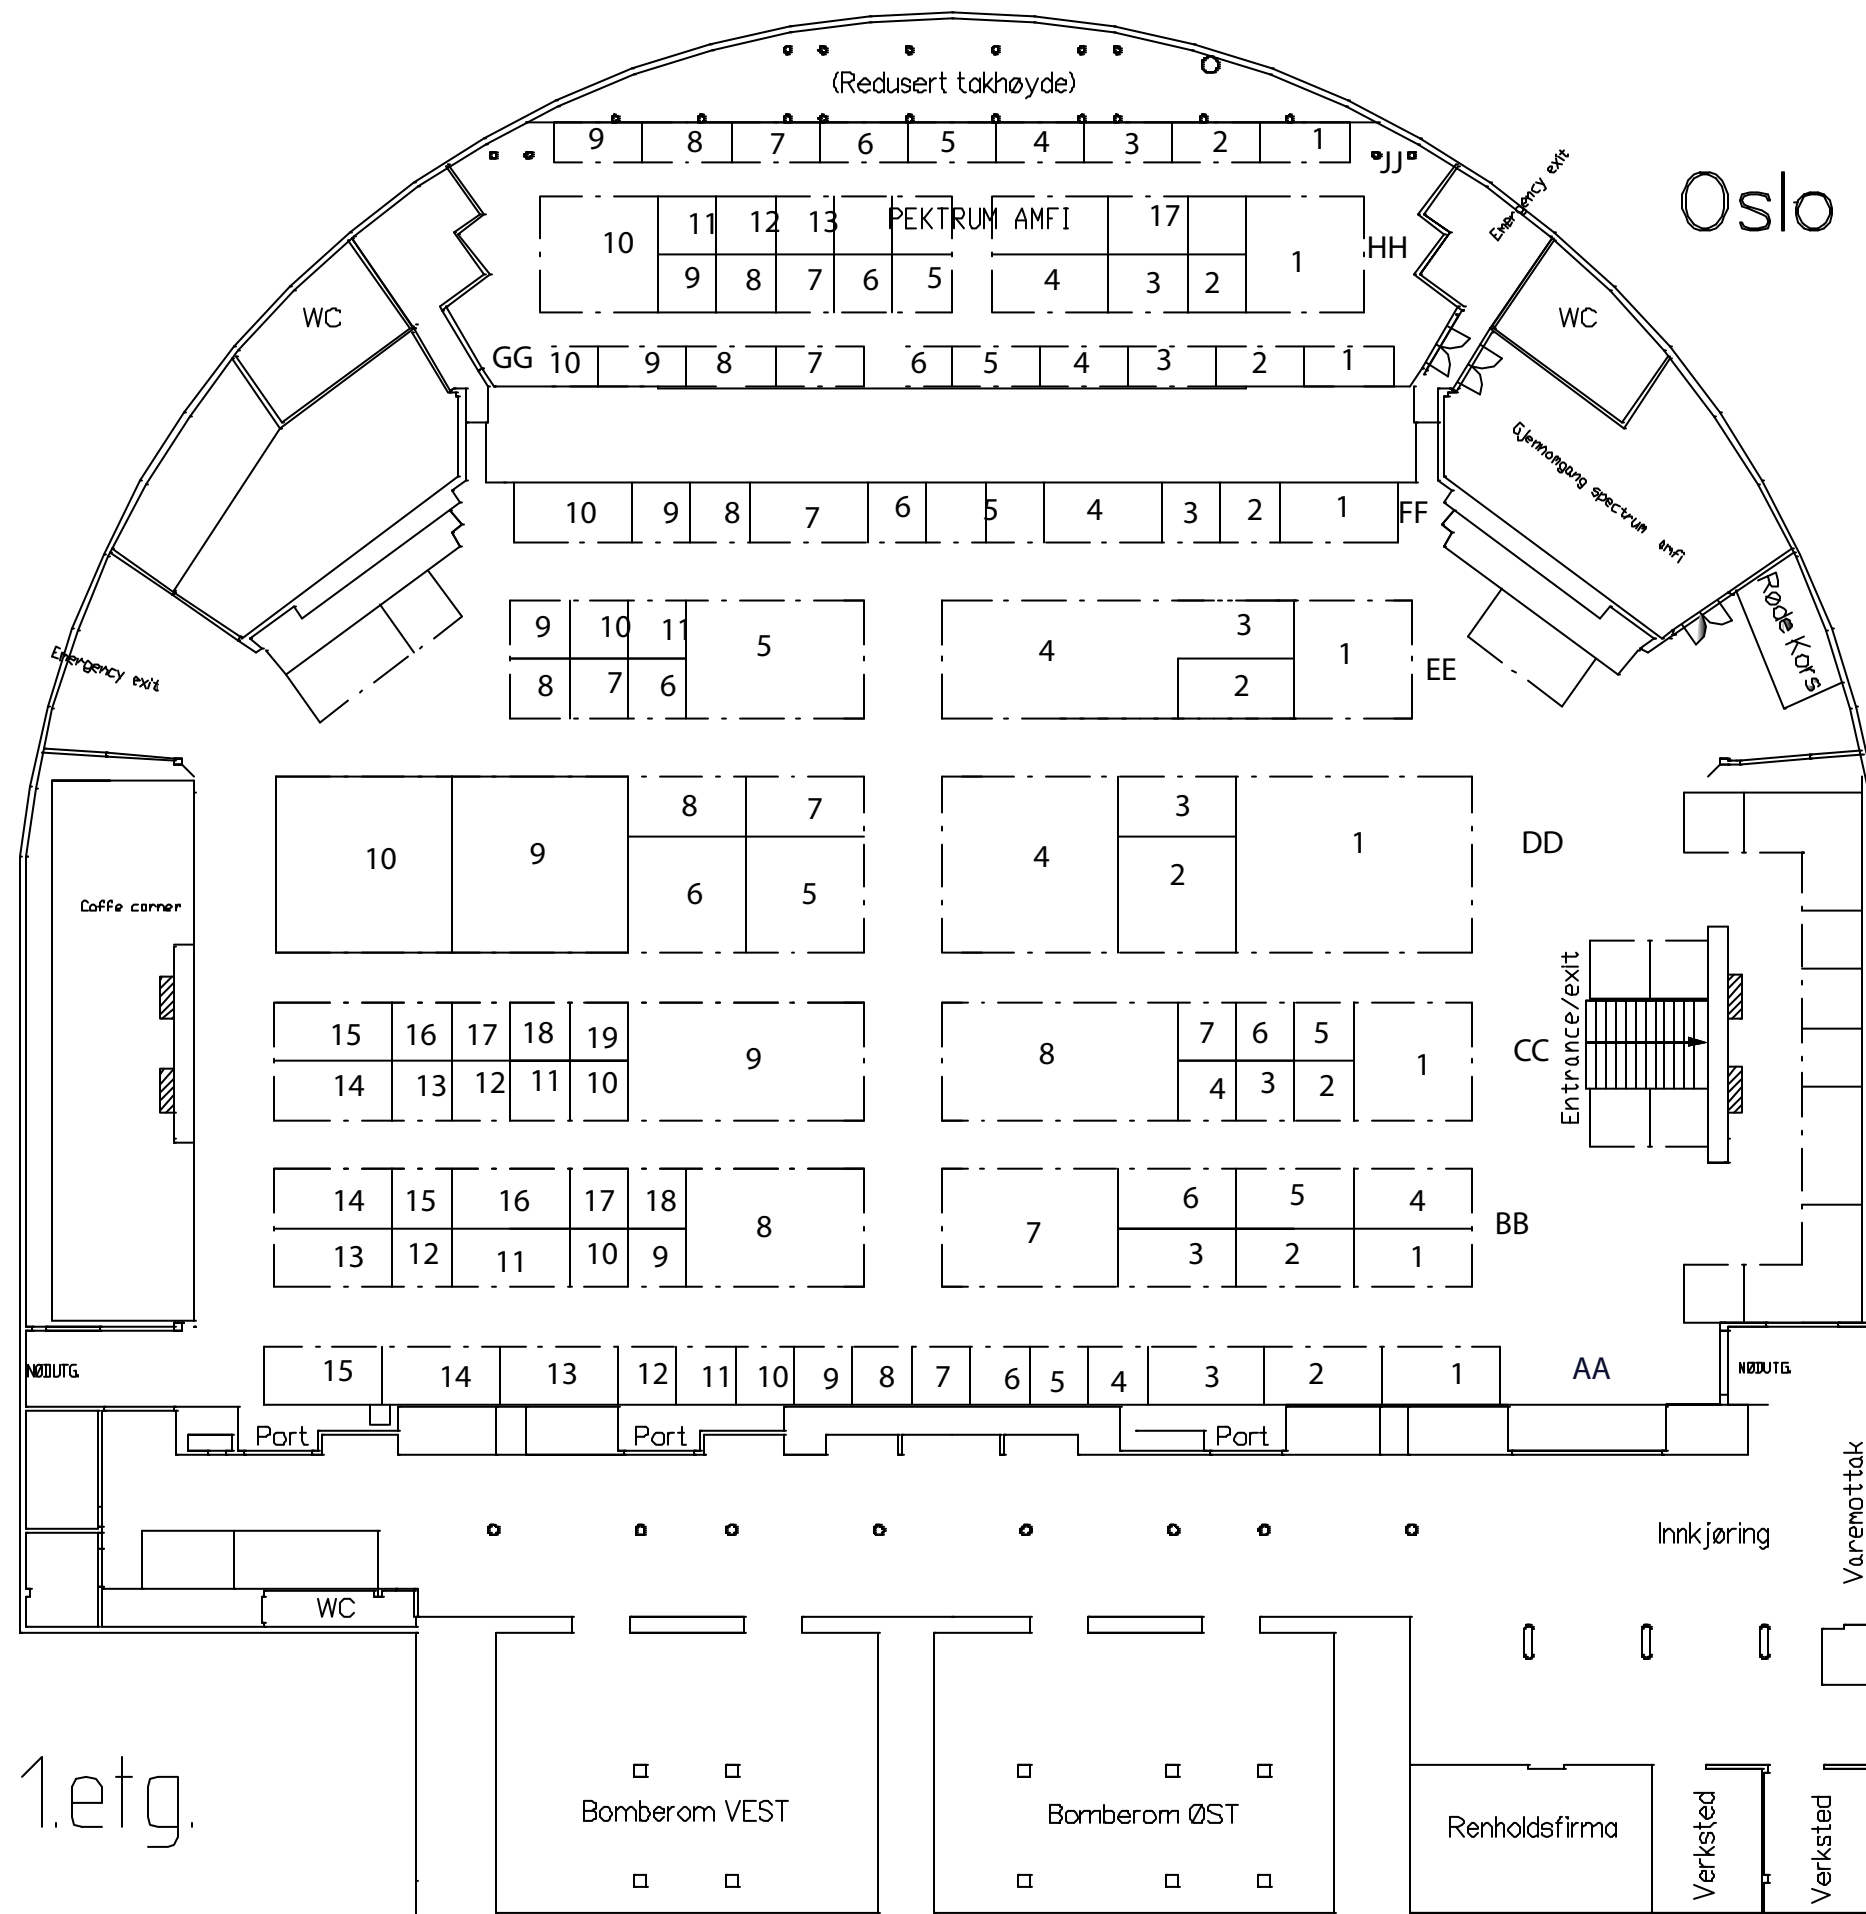 (Redusert takhøyde)
9 8 7 6 5 4 3 2 1
JJ
Oslo
Emergency exit
11 12 13 PEKTRUM AMFI 17
10 1 HH
9 8 7 6 5 4 3 2
WC WC
GG 10 9 8 7 6 5 4 3 2 1
Gjennomgang spectrum amfi
10 9 8 7 6 5 4 3 2 1 FF
Røde Kors
9 10 11 5 4 3 1
8 7 6 2 EE
Emergency exit
8 7 3
10 9 4 1 DD
6 5 2
Coffe corner
Entrance/exit
15 16 17 18 19 9 8 7 6 5 1 CC
14 13 12 11 10 4 3 2
14 15 16 17 18 8 7 6 5 4 BB
13 12 11 10 9 3 2 1
NØDUTG. NØDUTG.
15 14 13 12 11 10 9 8 7 6 5 4 3 2 1 AA
Port Port Port
Varemottak
Innkjøring
WC
1.etg.
Bomberom VEST Bomberom ØST Renholdsfirma
Verksted Verksted